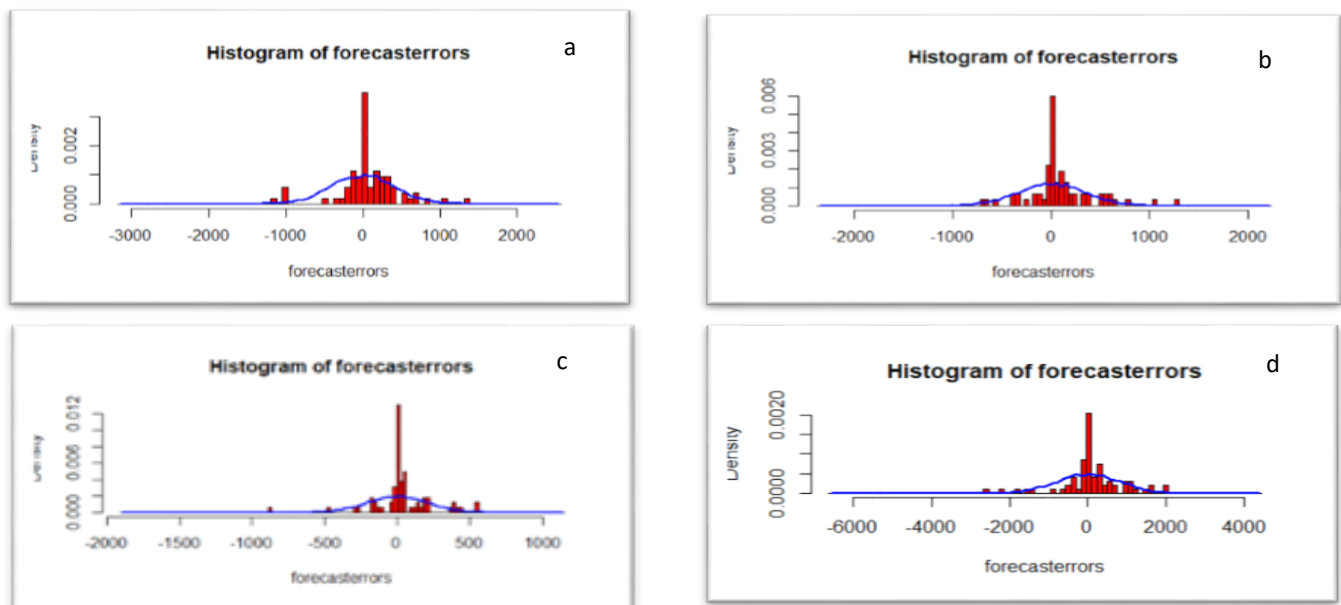 Histogram of forecasterrors
a
Density
0.002
0.000
-3000 -2000 -1000 0 1000 2000
forecasterrors
Histogram of forecasterrors
b
Density
0.006
0.003
0.000
-2000 -1000 0 1000 2000
forecasterrors
Histogram of forecasterrors
c
Density
0.012
0.006
0.000
-2000 -1500 -1000 -500 0 500 1000
forecasterrors
Histogram of forecasterrors
d
Density
0.0020
0.0000
-6000 -4000 -2000 0 2000 4000
forecasterrors